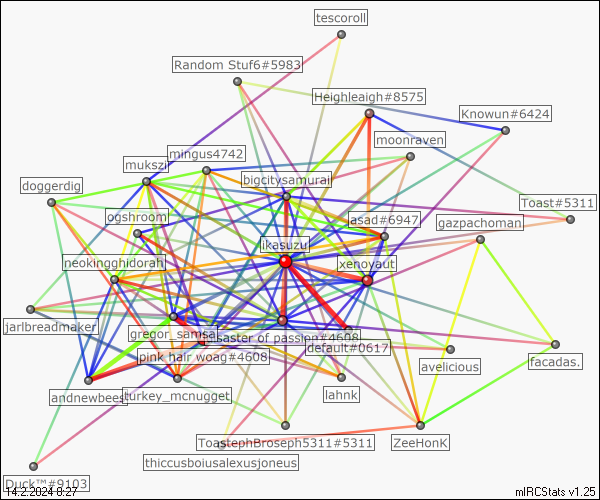 tescoroll
Random Stuf6#5983
Heighleaigh#8575
Knowun#6424
moonraven
mingus4742
mukszi
bigcitysamurai
doggerdig
Toast#5311
ogshroom
asad#6947
gazpachoman
ikasuzu
neokingghidorah
xenovaut
jarlbreadmaker
gregor_samsa
disaster of passion#4608
default#0617
pink hair woag#4608
avelicious
facadas.
andnewbees
turkey_mcnugget
lahnk
ToastephBroseph5311#5311
ZeeHonK
thiccusboiusalexusjoneus
Duck™#9103
14.2.2024 8:27
mIRCStats v1.25